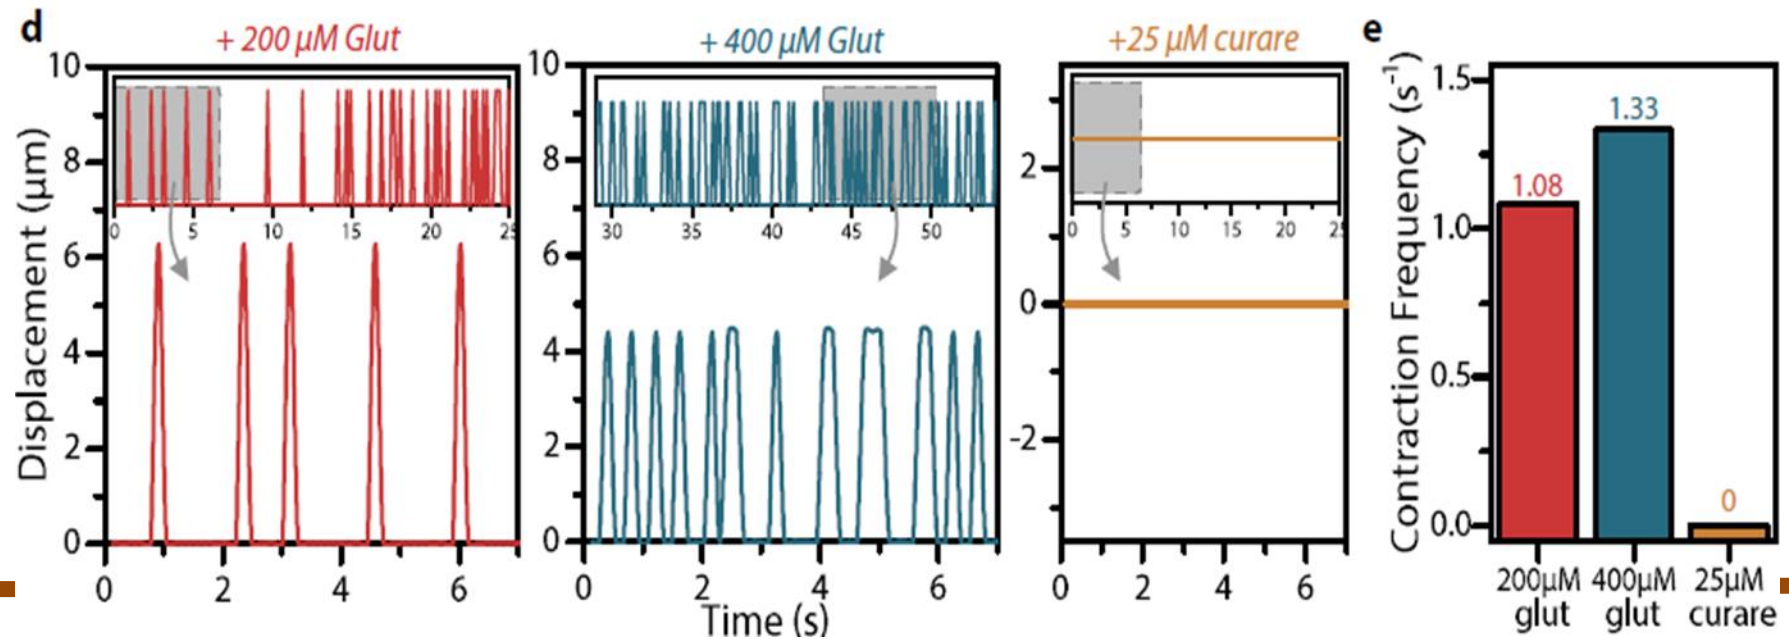 d
+ 200 μM Glut
+ 400 μM Glut
+25 μM curare
e
Displacement (μm)
10
8
6
4
2
0
0 5 10 15 20 25
0 2 4 6
10
8
6
4
2
0
30 35 40 45 50
0 2 4 6
2
0
-2
0 5 10 15 20 25
0 2 4 6
Time (s)
Contraction Frequency (s⁻¹)
1.5
1.0
0.5
0.0
1.08
1.33
0
200μM glut
400μM glut
25μM curare